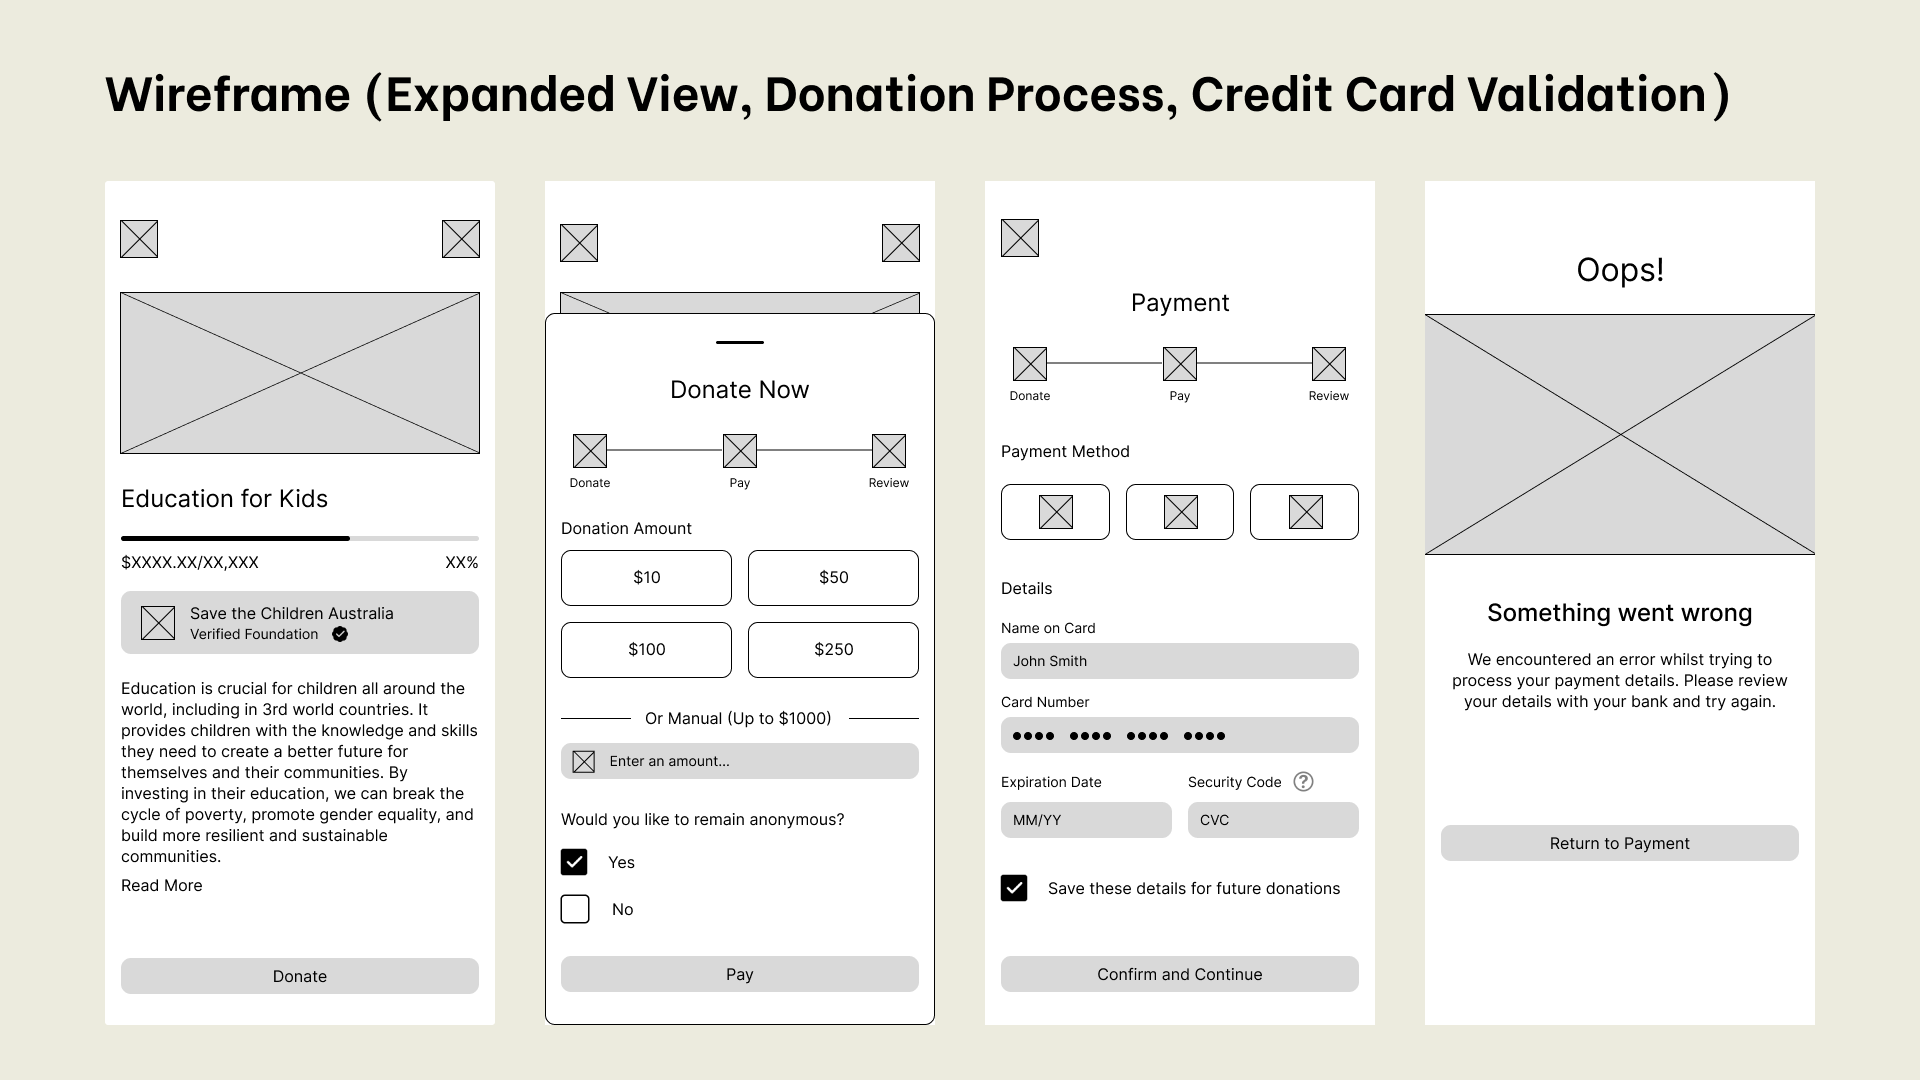 Wireframe (Expanded View, Donation Process, Credit Card Validation)
Education for Kids
$XXXX.XX/XX,XXX XX%
Save the Children Australia
Verified Foundation
Education is crucial for children all around the
world, including in 3rd world countries. It
provides children with the knowledge and skills
they need to create a better future for
themselves and their communities. By
investing in their education, we can break the
cycle of poverty, promote gender equality, and
build more resilient and sustainable
communities.
Read More
Donate
Donate Now
Donate Pay Review
Donation Amount
$10 $50
$100 $250
Or Manual (Up to $1000)
Enter an amount...
Would you like to remain anonymous?
Yes
No
Pay
Payment
Donate Pay Review
Payment Method
Details
Name on Card
John Smith
Card Number
Expiration Date Security Code ?
MM/YY CVC
Save these details for future donations
Confirm and Continue
Oops!
Something went wrong
We encountered an error whilst trying to
process your payment details. Please review
your details with your bank and try again.
Return to Payment